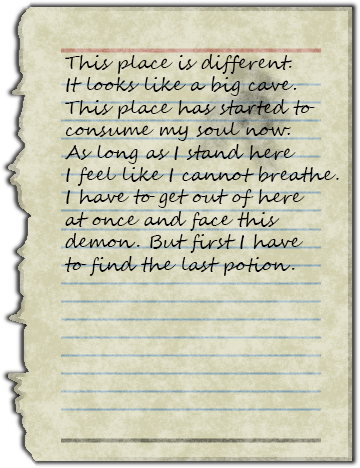 This place is different.
It looks like a big cave.
This place has started to
consume my soul now.
As long as I stand here
I feel like I cannot breathe.
I have to get out of here
at once and face this
demon. But first I have
to find the last potion.